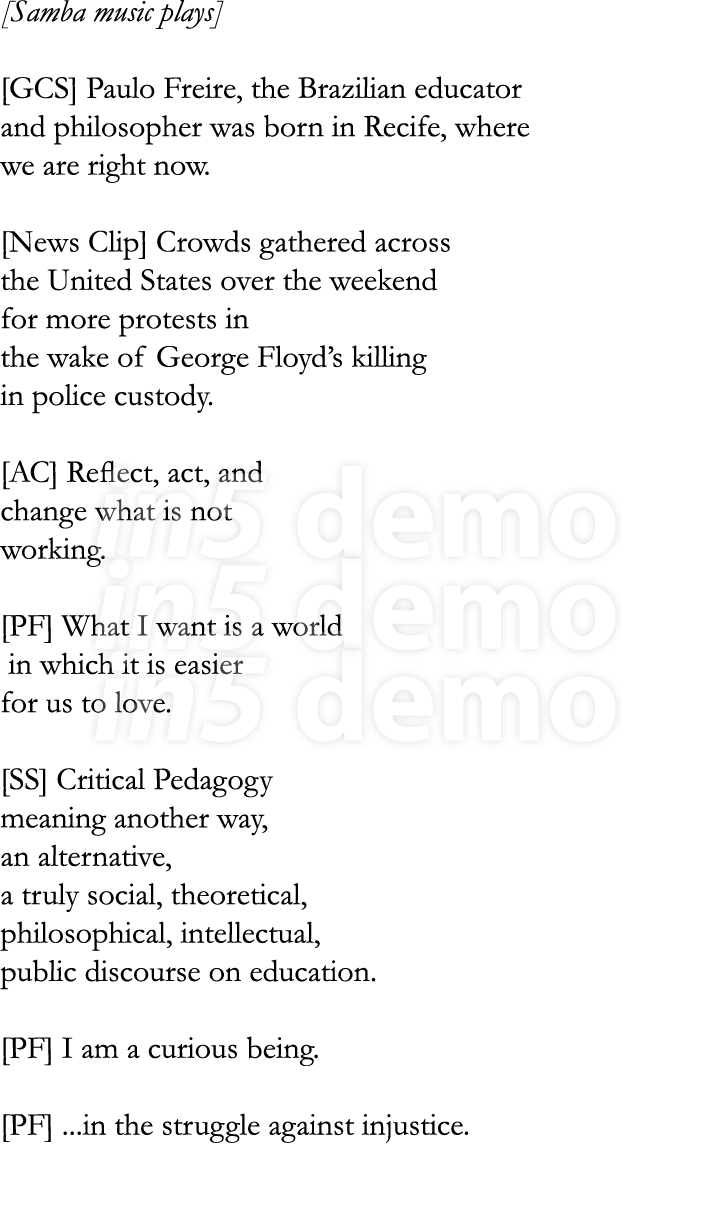 [Samba music plays]
[GCS] Paulo Freire, the Brazilian educator
and philosopher was born in Recife, where
we are right now.
[News Clip] Crowds gathered across
the United States over the weekend
for more protests in
the wake of George Floyd’s killing
in police custody.
[AC] Reflect, act, and
change what is not
working.
in5 demo
in5 demo
in5 demo
[PF] What I want is a world
in which it is easier
for us to love.
[SS] Critical Pedagogy
meaning another way,
an alternative,
a truly social, theoretical,
philosophical, intellectual,
public discourse on education.
[PF] I am a curious being.
[PF] ...in the struggle against injustice.